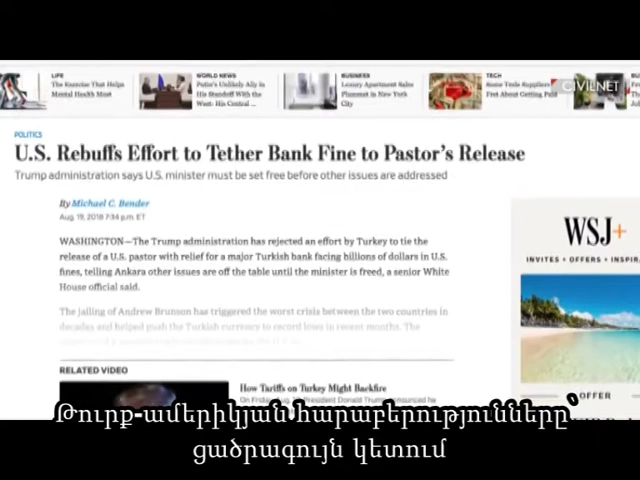 LIFE
The Exercise That Helps
Mental Health Most
WORLD NEWS
Putin's Unlikely Ally in
His Standoff With the
West: His Central ...
BUSINESS
Luxury Apartment Sales
Plummet in New York
City
TECH
Some Tesla Suppliers
Fret About Getting Paid
CIVILNET
POLITICS
U.S. Rebuffs Effort to Tether Bank Fine to Pastor's Release
Trump administration says U.S. minister must be set free before other issues are addressed
By Michael C. Bender
Aug. 19, 2018 7:34 p.m. ET
WASHINGTON—The Trump administration has rejected an effort by Turkey to tie the
release of a U.S. pastor with relief for a major Turkish bank facing billions of dollars in U.S.
fines, telling Ankara other issues are off the table until the minister is freed, a senior White
House official said.
The jailing of Andrew Brunson has triggered the worst crisis between the two countries in
decades and helped push the Turkish currency to record lows in recent months. The
WSJ+
INVITES • OFFERS • INSPIRA
OFFER
RELATED VIDEO
How Tariffs on Turkey Might Backfire
President Donald Trump announced he
Թուրք-ամերիկյան հարաբերությունները՝
ցածրագույն կետում